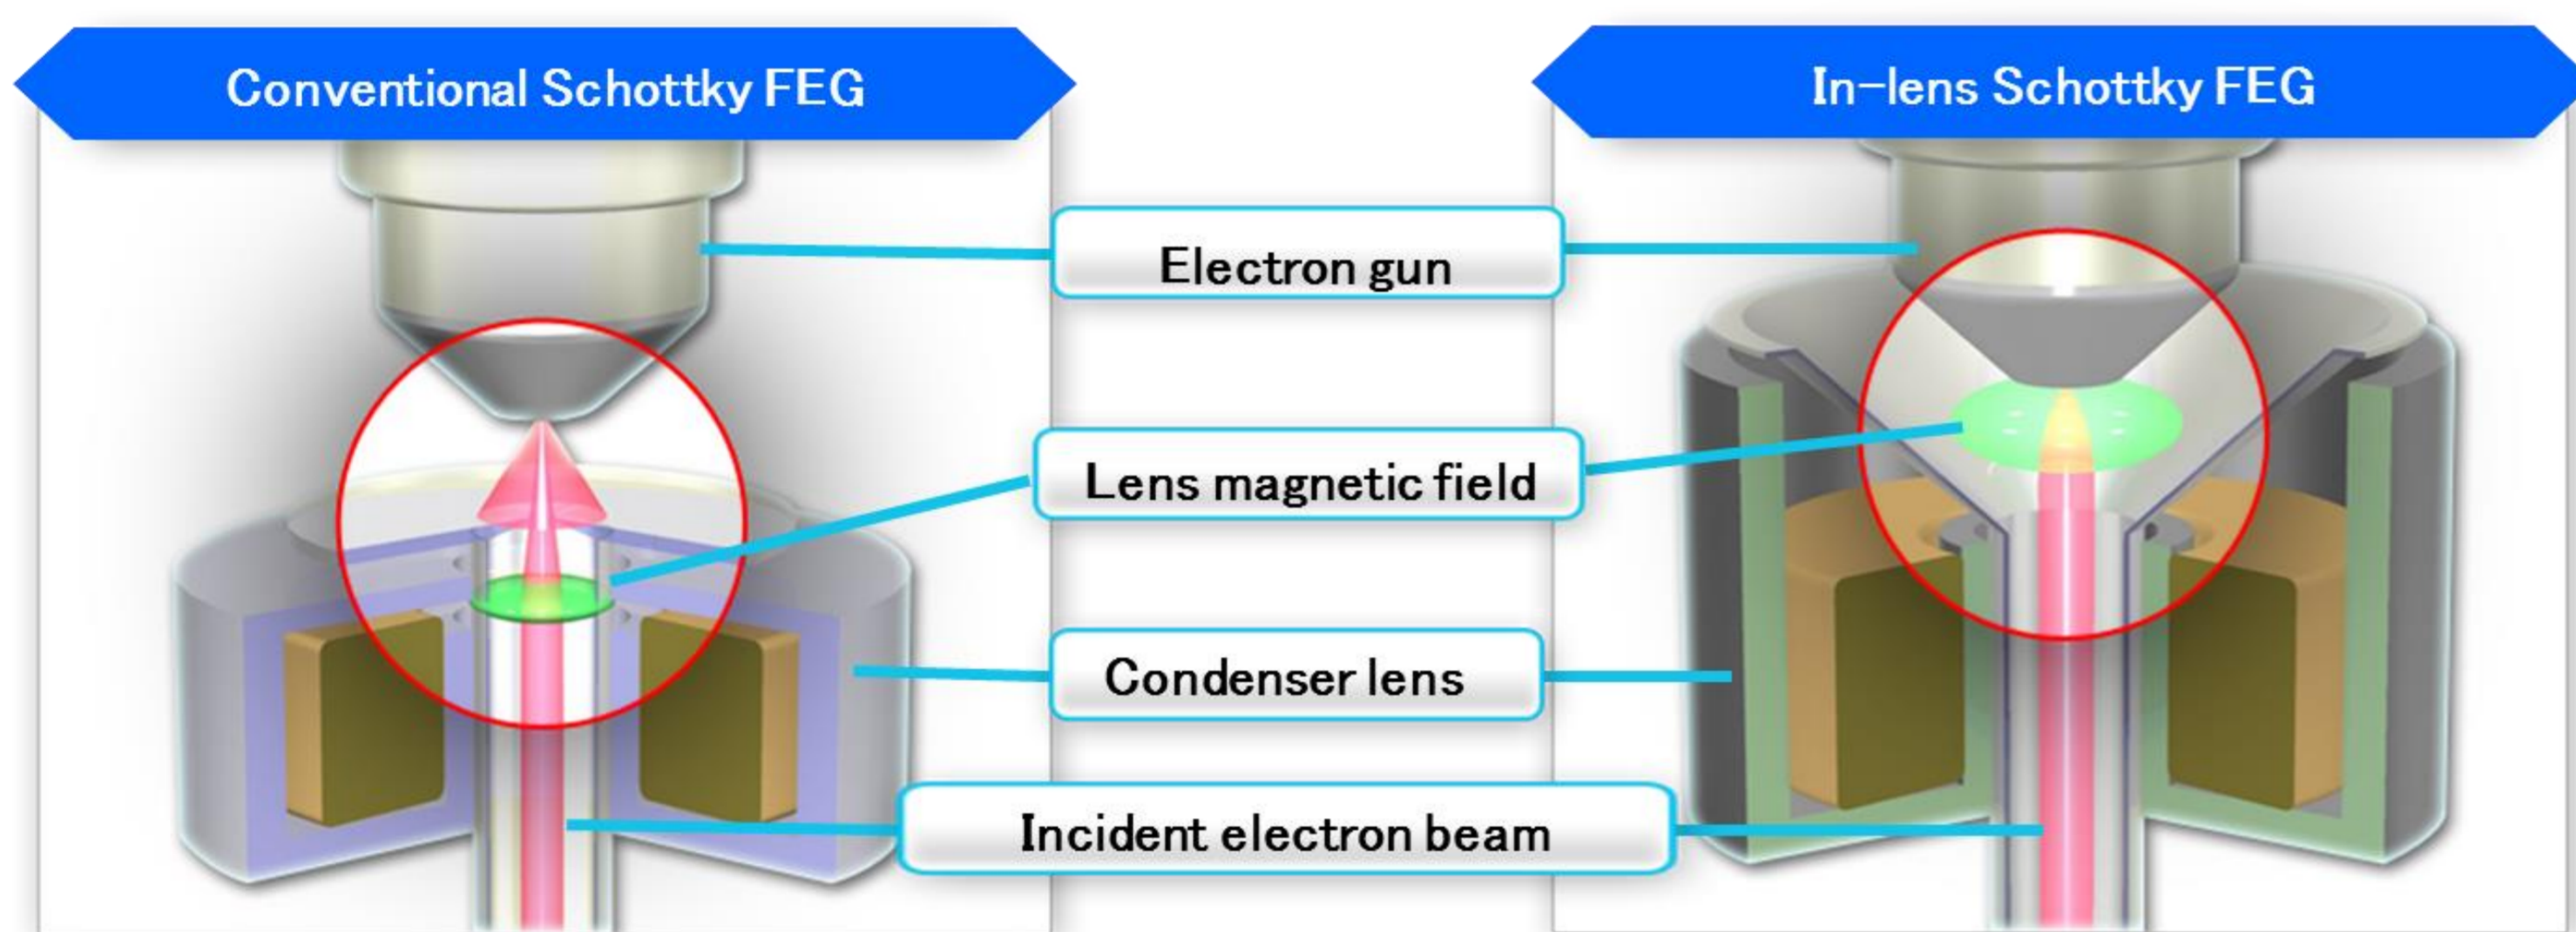 Conventional Schottky FEG
In-lens Schottky FEG
Electron gun
Lens magnetic field
Condenser lens
Incident electron beam